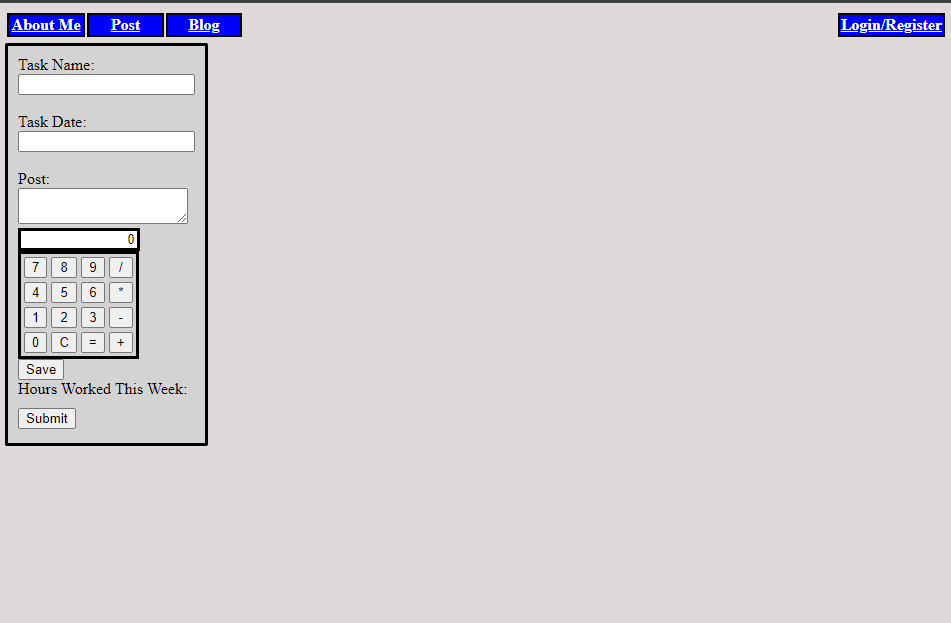 About Me Post Blog Login/Register
Task Name:
Task Date:
Post:
0
7 8 9 /
4 5 6 *
1 2 3 -
0 C = +
Save
Hours Worked This Week:
Submit